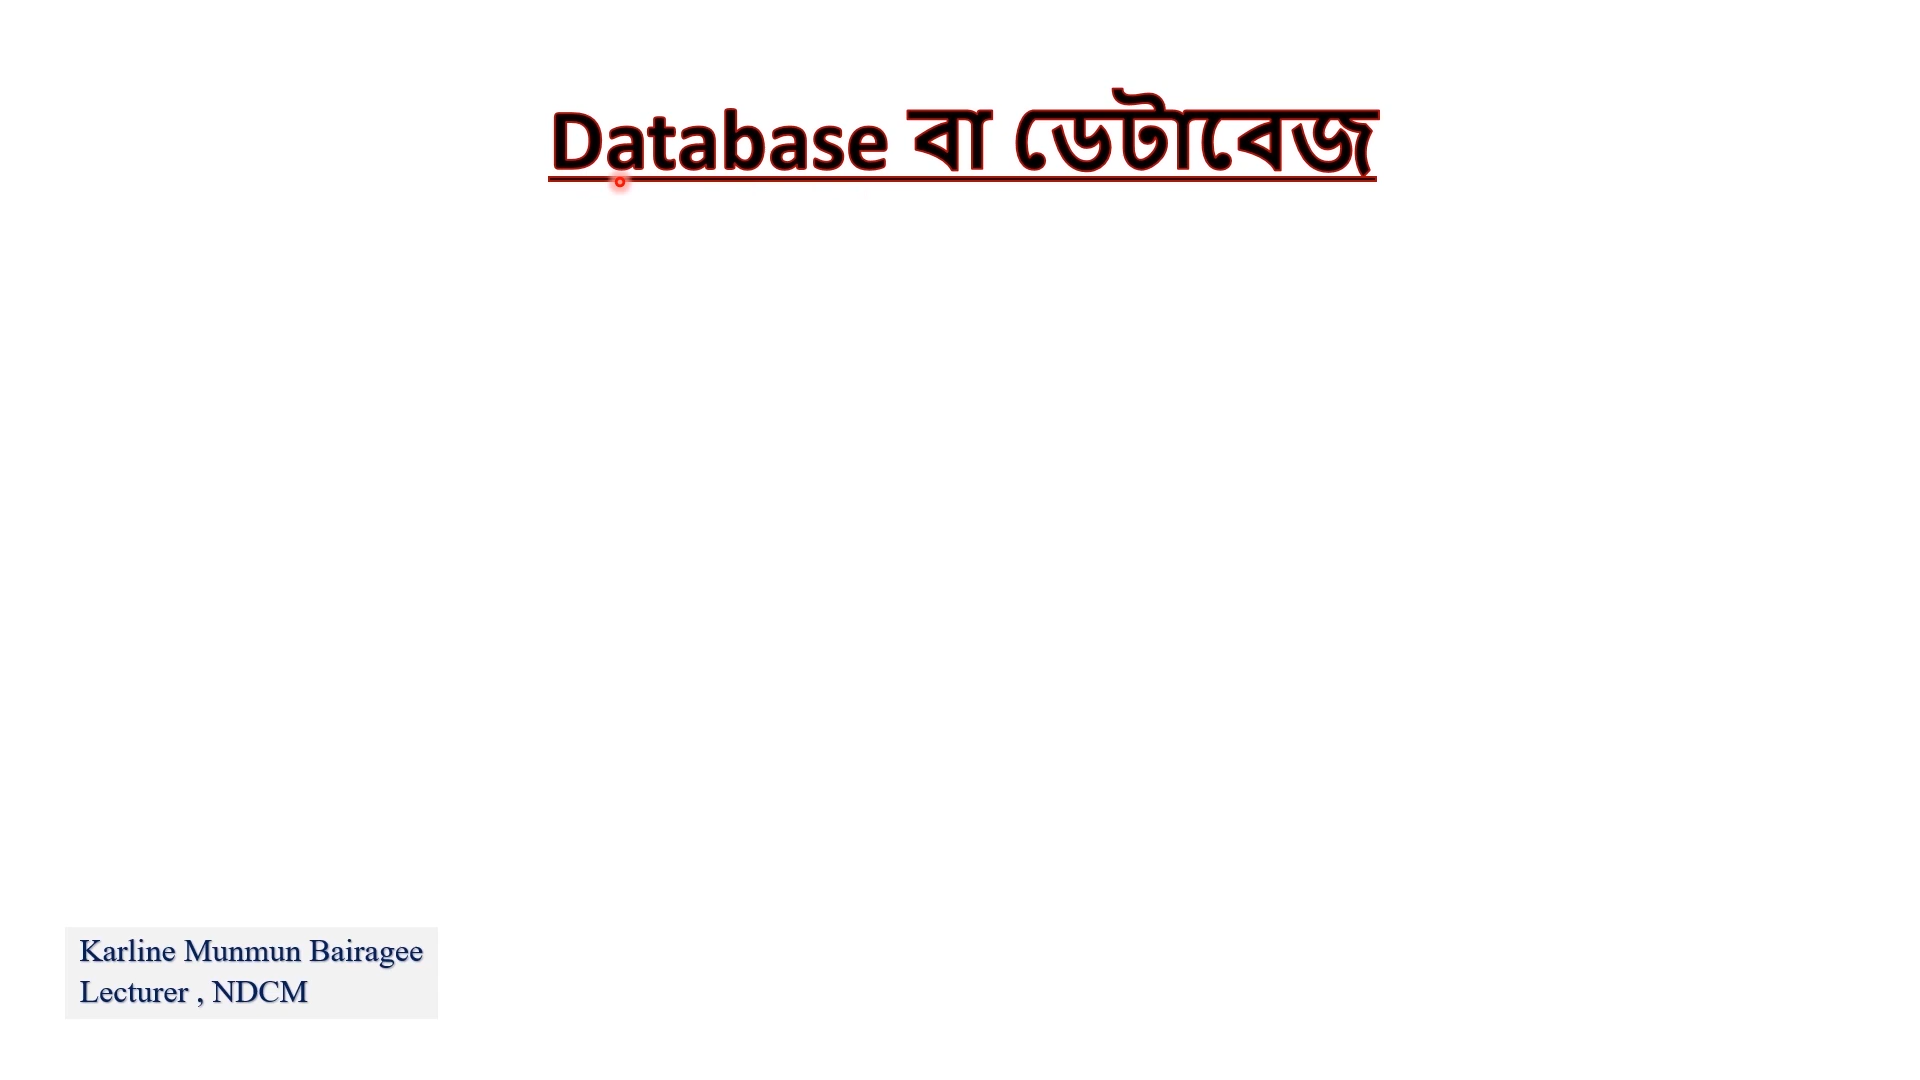 Database বা ডেটাবেজ
Karline Munmun Bairagee
Lecturer , NDCM